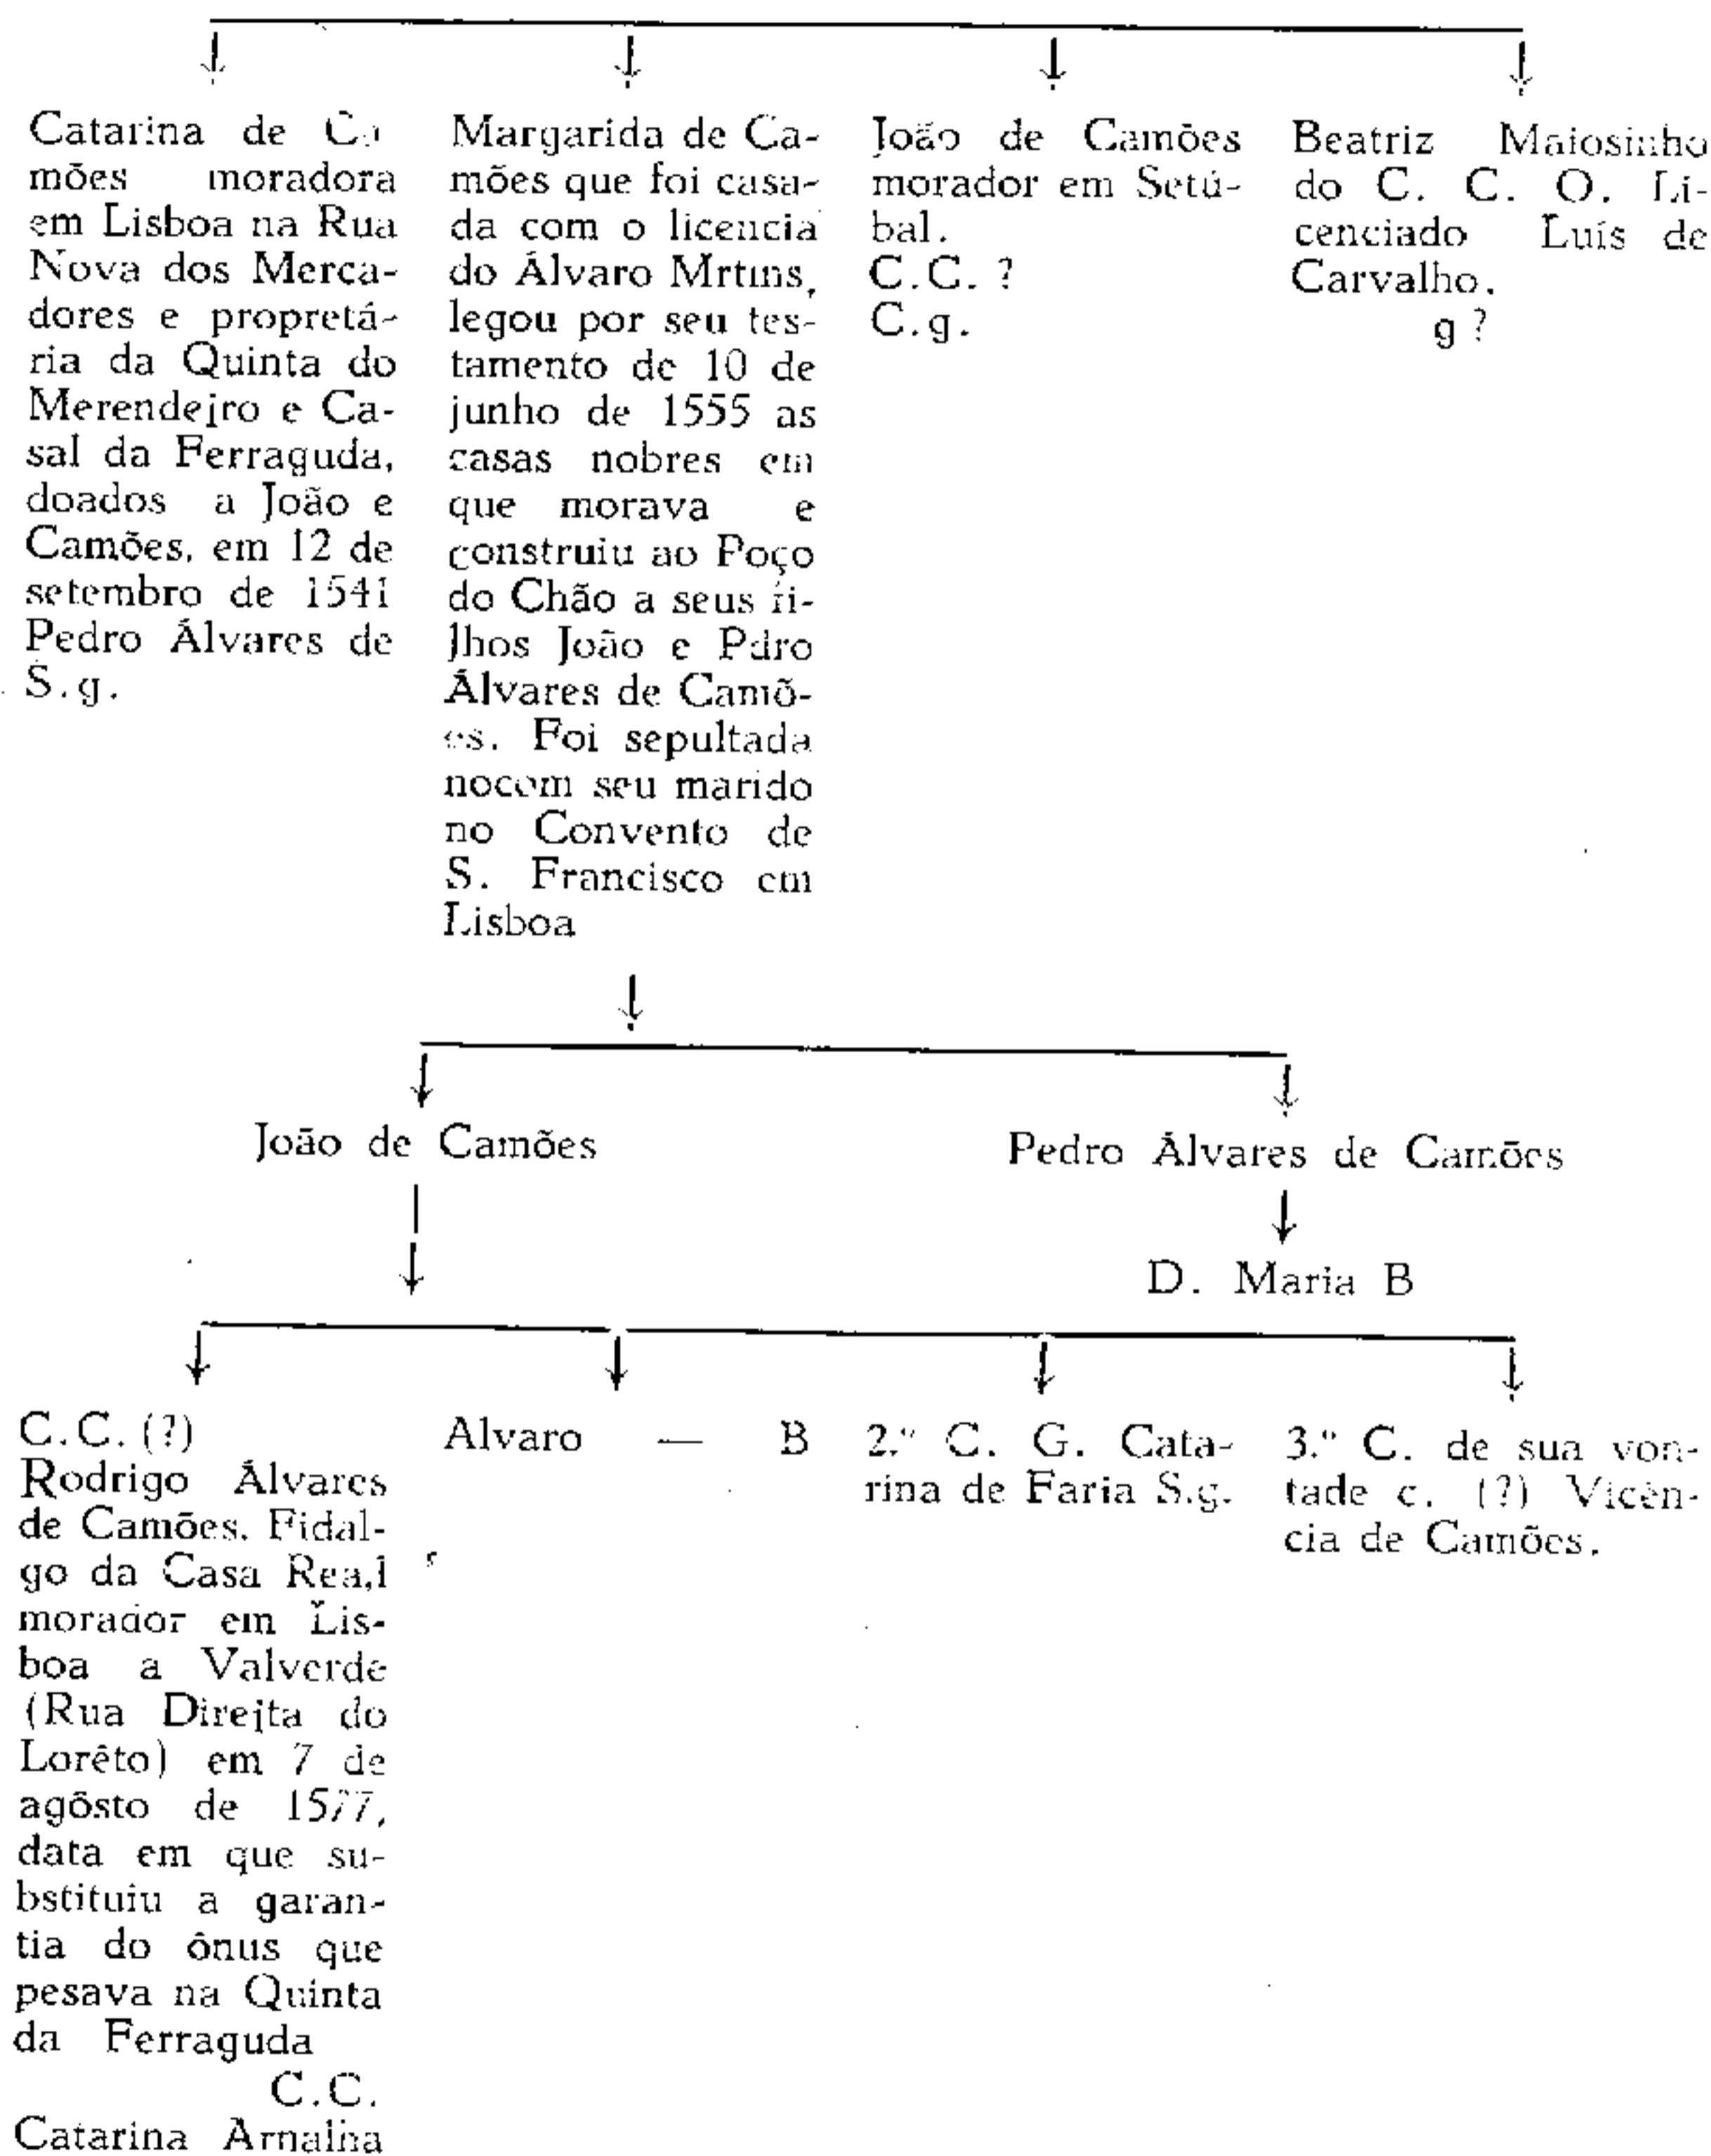 Catarina de Ca
mões moradora
em Lisboa na Rua
Nova dos Merca-
dores e propretá-
ria da Quinta do
Merendejro e Ca-
sal da Ferraguda,
doados a João e
Camões, em 12 de
setembro de 1541
Pedro Álvares de
S.g.
Margarida de Ca-
mões que foi casa-
da com o licencia
do Álvaro Mrtins,
legou por seu tes-
tamento de 10 de
junho de 1555 as
casas nobres em
que morava e
construiu ao Poço
do Chão a seus fi-
lhos João e Pdro
Álvares de Camõ-
es. Foi sepultada
nocom seu marido
no Convento de
S. Francisco em
Lisboa
João de Camões
morador em Setú-
bal.
C.C. ?
C.g.
Beatriz Matosinho
do C. C. O. Li-
cenciado Luís de
Carvalho.
g ?
João de Camões
Pedro Álvares de Camões
D. Maria B
C.C. (?)
Rodrigo Álvares
de Camões. Fidal-
go da Casa Rea,l
morador em Lis-
boa a Valverde
(Rua Direjta do
Lorêto) em 7 de
agôsto de 1577,
data em que su-
bstituiu a garan-
tia do ônus que
pesava na Quinta
da Ferraguda
C.C.
Catarina Arnalha
Alvaro — B
2.º C. G. Cata-
rina de Faria S.g.
3.º C. de sua von-
tade c. (?) Vicên-
cia de Camões.